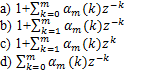 a) 1+∑_{k=0}^{m} α_m (k)z^{-k}
b) 1+∑_{k=1}^{m} α_m (k)z^{-k}
c) 1+∑_{k=1}^{m} α_m (k)z^{k}
d) ∑_{k=0}^{m} α_m (k)z^{-k}